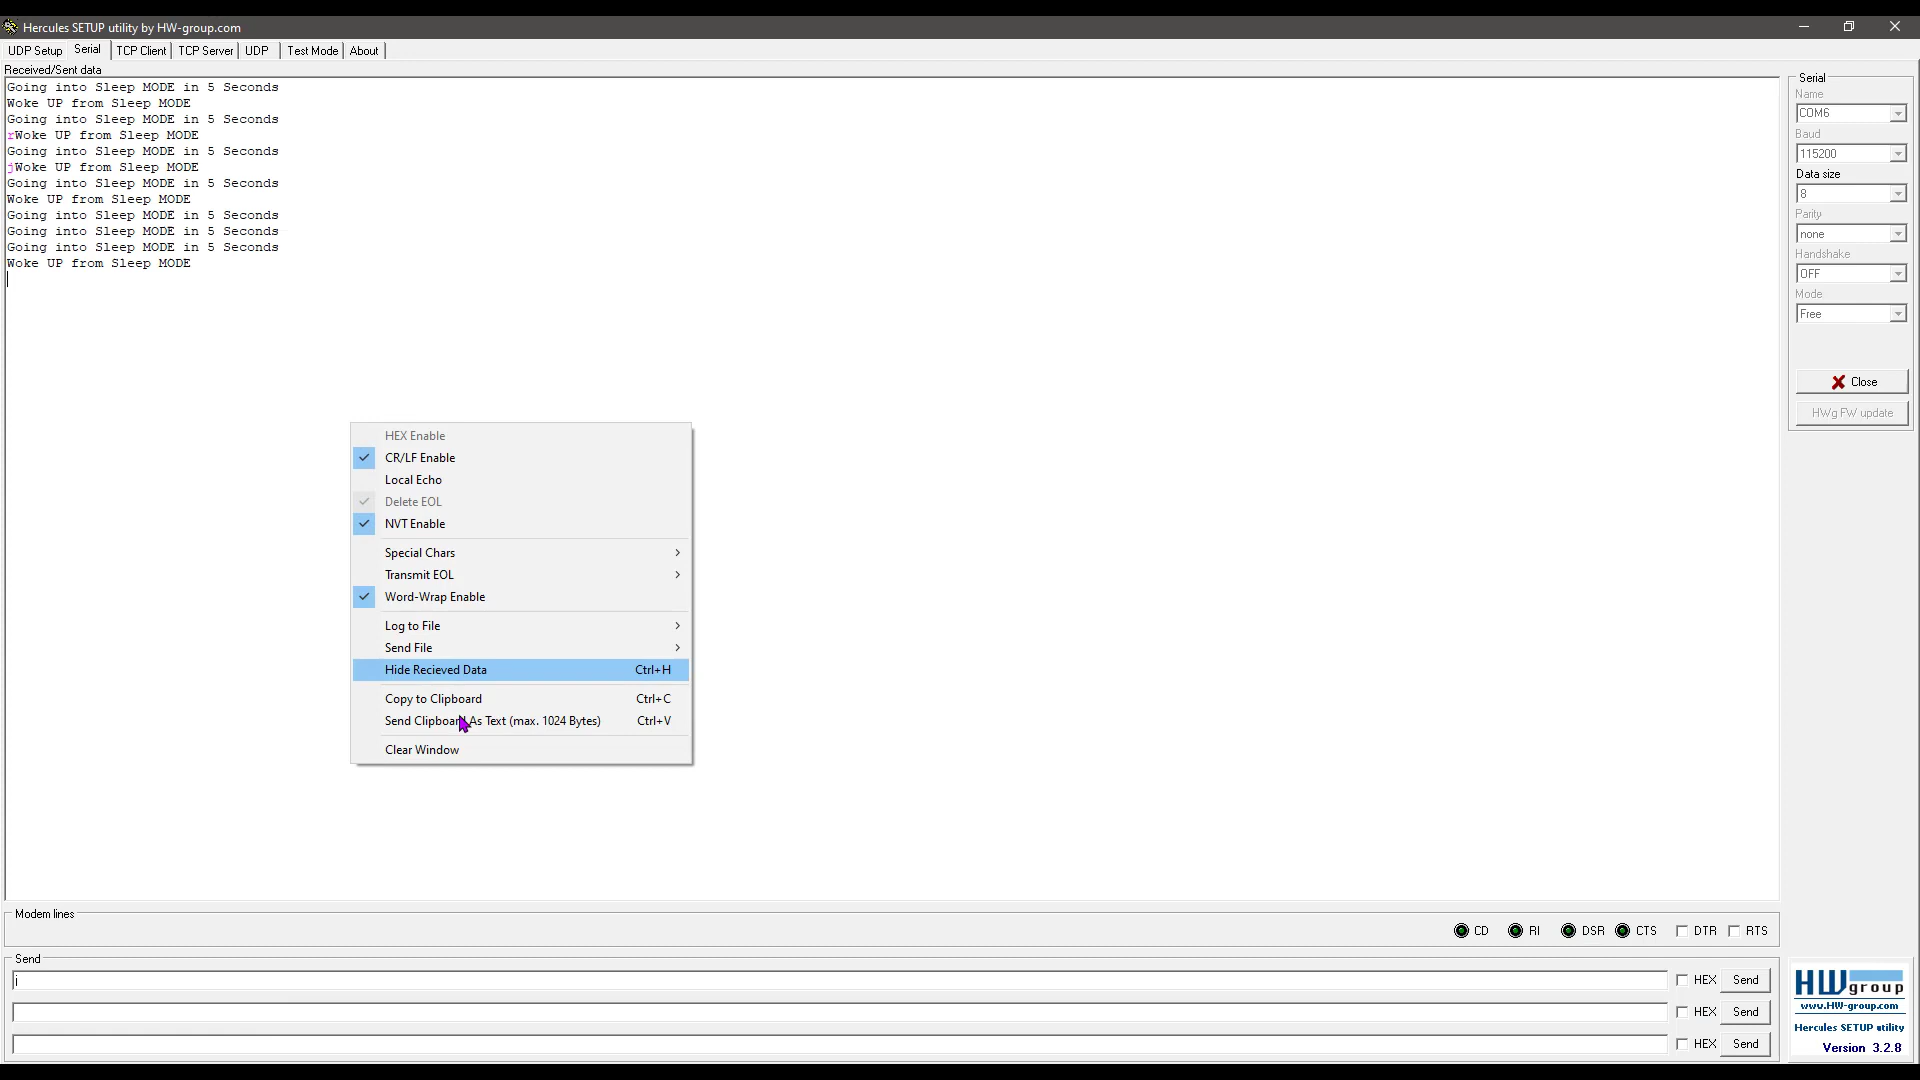 Hercules SETUP utility by HW-group.com
UDP Setup Serial TCP Client TCP Server UDP Test Mode About
Received/Sent data
Going into Sleep MODE in 5 Seconds
Woke UP from Sleep MODE
Going into Sleep MODE in 5 Seconds
rWoke UP from Sleep MODE
Going into Sleep MODE in 5 Seconds
jWoke UP from Sleep MODE
Going into Sleep MODE in 5 Seconds
Woke UP from Sleep MODE
Going into Sleep MODE in 5 Seconds
Going into Sleep MODE in 5 Seconds
Going into Sleep MODE in 5 Seconds
Woke UP from Sleep MODE
HEX Enable
CR/LF Enable
Local Echo
Delete EOL
NVT Enable
Special Chars
Transmit EOL
Word-Wrap Enable
Log to File
Send File
Hide Recieved Data Ctrl+H
Copy to Clipboard Ctrl+C
Send Clipboard As Text (max. 1024 Bytes) Ctrl+V
Clear Window
Serial
Name
COM6
Baud
115200
Data size
8
Parity
none
Handshake
OFF
Mode
Free
Close
HWg FW update
Modem lines
CD RI DSR CTS DTR RTS
Send
j HEX Send
HEX Send
HEX Send
HWgroup
www.HW-group.com
Hercules SETUP utility
Version 3.2.8